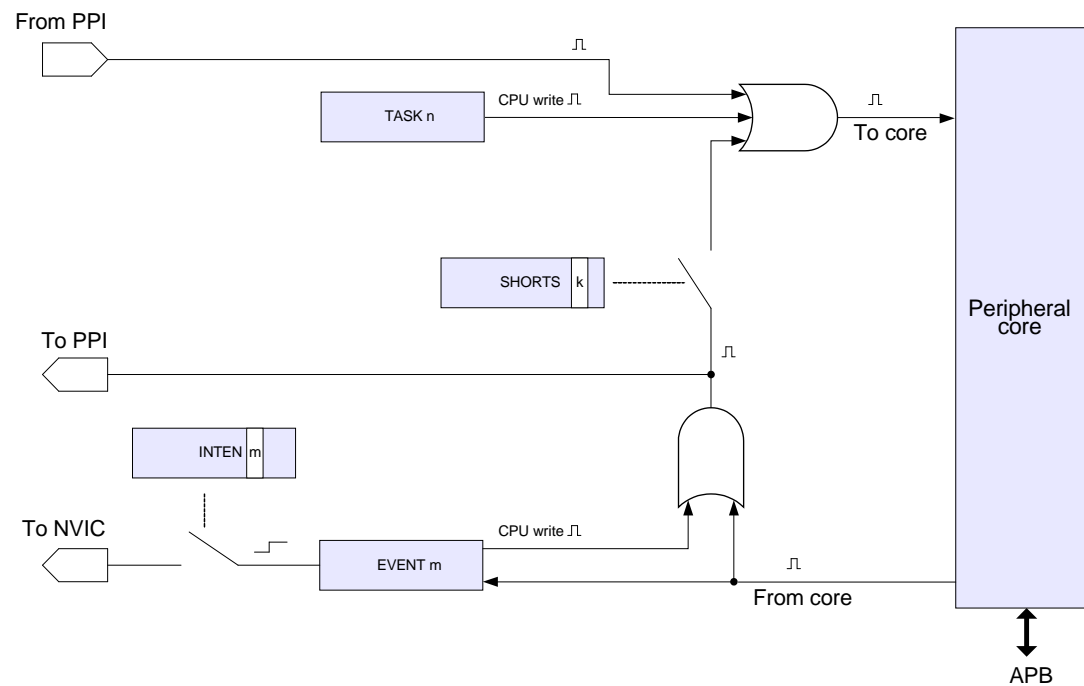 From PPI
CPU write
TASK n
To core
SHORTS k
Peripheral
core
To PPI
INTEN m
To NVIC
CPU write
EVENT m
From core
APB